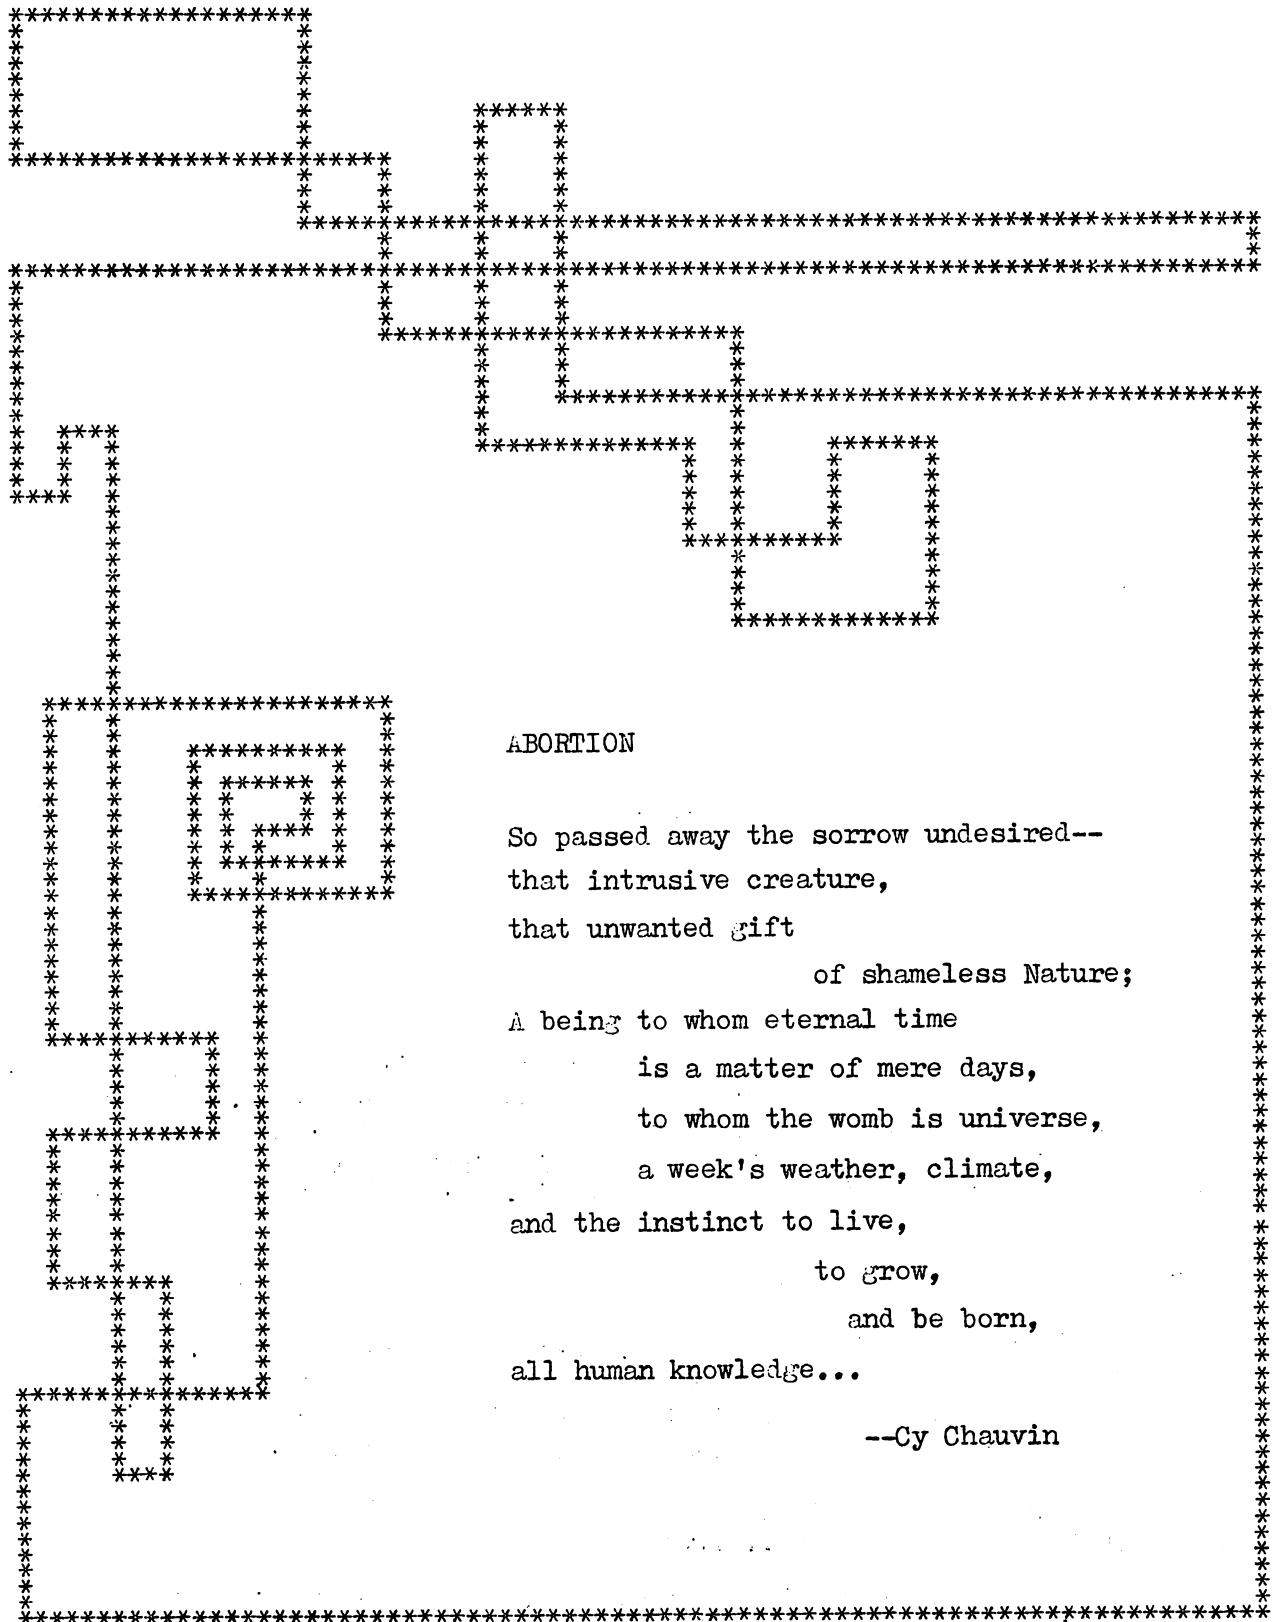 ABORTION
So passed away the sorrow undesired--
that intrusive creature,
that unwanted gift
of shameless Nature;
A being to whom eternal time
is a matter of mere days,
to whom the womb is universe,
a week's weather, climate,
and the instinct to live,
to grow,
and be born,
all human knowledge...
--Cy Chauvin